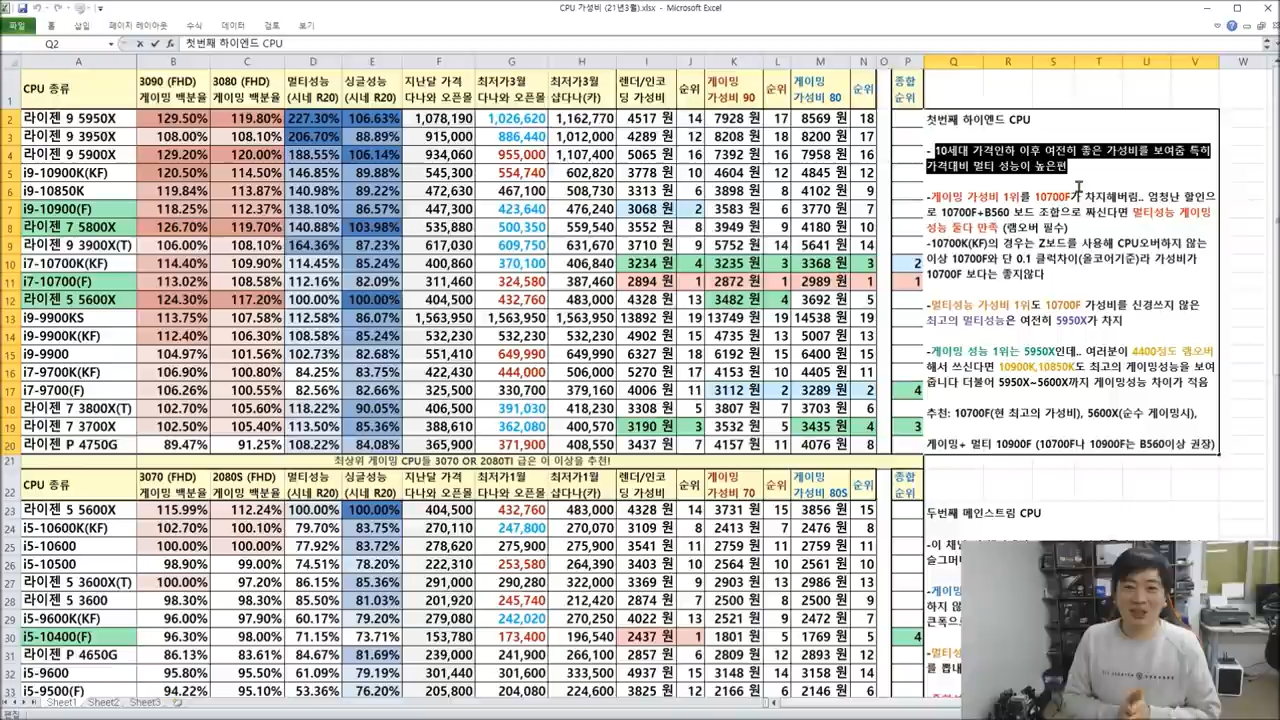 CPU 가성비 (21년3월).xlsx - Microsoft Excel
파일 홈 삽입 페이지 레이아웃 수식 데이터 검토 보기
Q2 첫번째 하이엔드 CPU
A B C D E F G H I J K L M N O P Q R S T U V W
CPU 종류 3090 (FHD) 게이밍 백분율 3080 (FHD) 게이밍 백분율 멀티성능 (시네 R20) 싱글성능 (시네 R20) 지난달 가격 다나와 오픈몰 최저가3월 다나와 오픈몰 최저가3월 샵다나(카) 렌더/인코딩 가성비 순위 게이밍 가성비 90 순위 게이밍 가성비 80 순위 종합 순위
라이젠 9 5950X 129.50% 119.80% 227.30% 106.63% 1,078,190 1,026,620 1,162,770 4517 원 14 7928 원 17 8569 원 18
라이젠 9 3950X 108.00% 108.10% 206.70% 88.89% 915,000 886,440 1,012,000 4289 원 12 8208 원 18 8200 원 17
라이젠 9 5900X 129.20% 120.00% 188.55% 106.14% 934,060 955,000 1,107,400 5065 원 16 7392 원 16 7958 원 16
i9-10900K(KF) 120.50% 114.50% 146.85% 89.88% 545,300 554,740 602,820 3778 원 10 4604 원 12 4845 원 12
i9-10850K 119.84% 113.87% 140.98% 89.22% 472,630 467,100 508,730 3313 원 6 3898 원 8 4102 원 9
i9-10900(F) 118.25% 112.37% 138.10% 86.57% 447,300 423,640 476,240 3068 원 2 3583 원 6 3770 원 7
라이젠 7 5800X 126.70% 119.70% 140.88% 103.98% 535,880 500,350 559,540 3552 원 8 3949 원 9 4180 원 10
라이젠 9 3900X(T) 106.00% 108.10% 164.36% 87.23% 617,030 609,750 631,670 3710 원 9 5752 원 14 5641 원 14
i7-10700K(KF) 114.40% 109.90% 114.45% 85.24% 400,860 370,100 406,840 3234 원 4 3235 원 3 3368 원 3 2
i7-10700(F) 113.02% 108.58% 112.16% 82.09% 311,760 324,580 387,460 2894 원 1 2872 원 1 2989 원 1 1
라이젠 5 5600X 124.30% 117.20% 100.00% 100.00% 404,500 432,760 483,000 4328 원 13 3482 원 4 3692 원 5
i9-9900KS 113.75% 107.58% 112.58% 86.07% 1,563,950 1,563,950 1,563,950 13892 원 19 13749 원 19 14538 원 19
i9-9900K(KF) 112.40% 106.30% 108.58% 85.24% 532,230 532,230 532,230 4902 원 15 4735 원 13 5007 원 13
i9-9900 104.97% 101.56% 102.73% 82.68% 551,410 649,990 649,990 6327 원 18 6192 원 15 6400 원 15
i7-9700K(KF) 106.90% 100.80% 84.25% 83.75% 432,700 444,000 506,000 5270 원 17 4153 원 10 4405 원 11
i7-9700(F) 106.26% 100.55% 82.56% 82.66% 325,500 330,700 379,160 4006 원 11 3112 원 2 3289 원 2 4
라이젠 7 3800X(T) 102.70% 105.60% 118.22% 90.05% 406,500 391,030 418,230 3308 원 5 3807 원 7 3703 원 6
라이젠 7 3700X 102.50% 105.40% 113.50% 85.36% 388,610 362,080 400,570 3190 원 3 3532 원 5 3435 원 4 3
라이젠 P 4750G 89.47% 91.25% 108.22% 84.08% 365,900 371,900 408,550 3437 원 7 4157 원 11 4076 원 8
최상위 게이밍 CPU들 3070 OR 2080TI 급은 이 이상을 추천!
CPU 종류 3070 (FHD) 게이밍 백분율 2080S (FHD) 게이밍 백분율 멀티성능 (시네 R20) 싱글성능 (시네 R20) 지난달 가격 다나와 오픈몰 최저가1월 다나와 오픈몰 최저가1월 샵다나(카) 렌더/인코딩 가성비 순위 게이밍 가성비 70 순위 게이밍 가성비 80S 순위 종합 순위
라이젠 5 5600X 115.99% 112.24% 100.00% 100.00% 404,500 432,760 483,000 4328 원 14 3731 원 15 3856 원 15
i5-10600K(KF) 102.70% 100.10% 79.70% 83.75% 270,070 247,800 270,110 3109 원 8 2413 원 7 2476 원 8
i5-10600 100.00% 100.00% 77.92% 83.72% 278,620 275,900 275,900 3541 원 11 2759 원 11 2759 원 11
i5-10500 98.90% 99.00% 74.51% 78.20% 222,310 253,580 264,390 3403 원 10 2564 원 10 2561 원 10
라이젠 5 3600X(T) 100.00% 97.20% 86.15% 85.36% 291,000 290,280 322,000 3369 원 9 2903 원 13 2986 원 13
라이젠 5 3600 98.30% 98.30% 85.50% 81.03% 201,920 245,740 212,420 2874 원 7 2500 원 8 2500 원 9
i5-9600K(KF) 96.00% 97.90% 60.17% 79.20% 279,080 242,020 270,250 4022 원 13 2521 원 9 2472 원 7
i5-10400(F) 96.30% 98.00% 71.15% 73.71% 153,780 173,400 196,540 2437 원 1 1801 원 5 1769 원 5 4
라이젠 P 4650G 86.13% 83.61% 84.67% 81.69% 239,000 241,900 266,100 2857 원 6 2809 원 12 2893 원 12
i5-9600 95.80% 95.50% 61.09% 79.19% 331,440 301,600 333,500 4937 원 15 3148 원 14 3158 원 14
i5-9500(F) 94.22% 95.10% 53.36% 76.20% 205,800 204,080 224,600 3825 원 12 2166 원 6 2146 원 6
첫번째 하이엔드 CPU
- 10세대 가격인하 이후 여전히 좋은 가성비를 보여줌 특히
가격대비 멀티 성능이 높은편
-게이밍 가성비 1위를 10700F가 차지해버림.. 엄청난 할인으
로 10700F+B560 보드 조합으로 짜신다면 멀티성능 게이밍
성능 둘다 만족 (램오버 필수)
-10700K(KF)의 경우는 Z보드를 사용해 CPU오버하지 않는
이상 10700F와 단 0.1 클럭차이(올코어기준)라 가성비가
10700F 보다는 좋지않다
-멀티성능 가성비 1위도 10700F 가성비를 신경쓰지 않은
최고의 멀티성능은 여전히 5950X가 차지
-게이밍 성능 1위는 5950X인데.. 여러분이 4400정도 램오버
해서 쓰신다면 10900K,10850K도 최고의 게이밍성능을 보여
줍니다 더불어 5950X~5600X까지 게이밍성능 차이가 적음
추천: 10700F(현 최고의 가성비), 5600X(순수 게이밍시),
게이밍+ 멀티 10900F (10700F나 10900F는 B560이상 권장)
두번째 메인스트림 CPU
-이 채
슬그머
하지 않
큰폭으
-멀티성
를 뽑내
Sheet1 Sheet2 Sheet3
편집